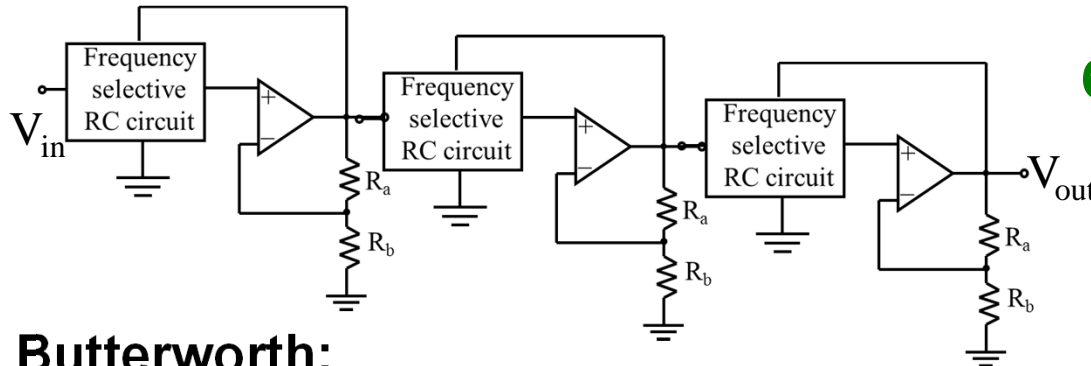 Frequency
selective
RC circuit
V_in
+
−
R_a
R_b
Frequency
selective
RC circuit
+
−
R_a
R_b
Frequency
selective
RC circuit
+
−
V_out
R_a
R_b
Butterworth: